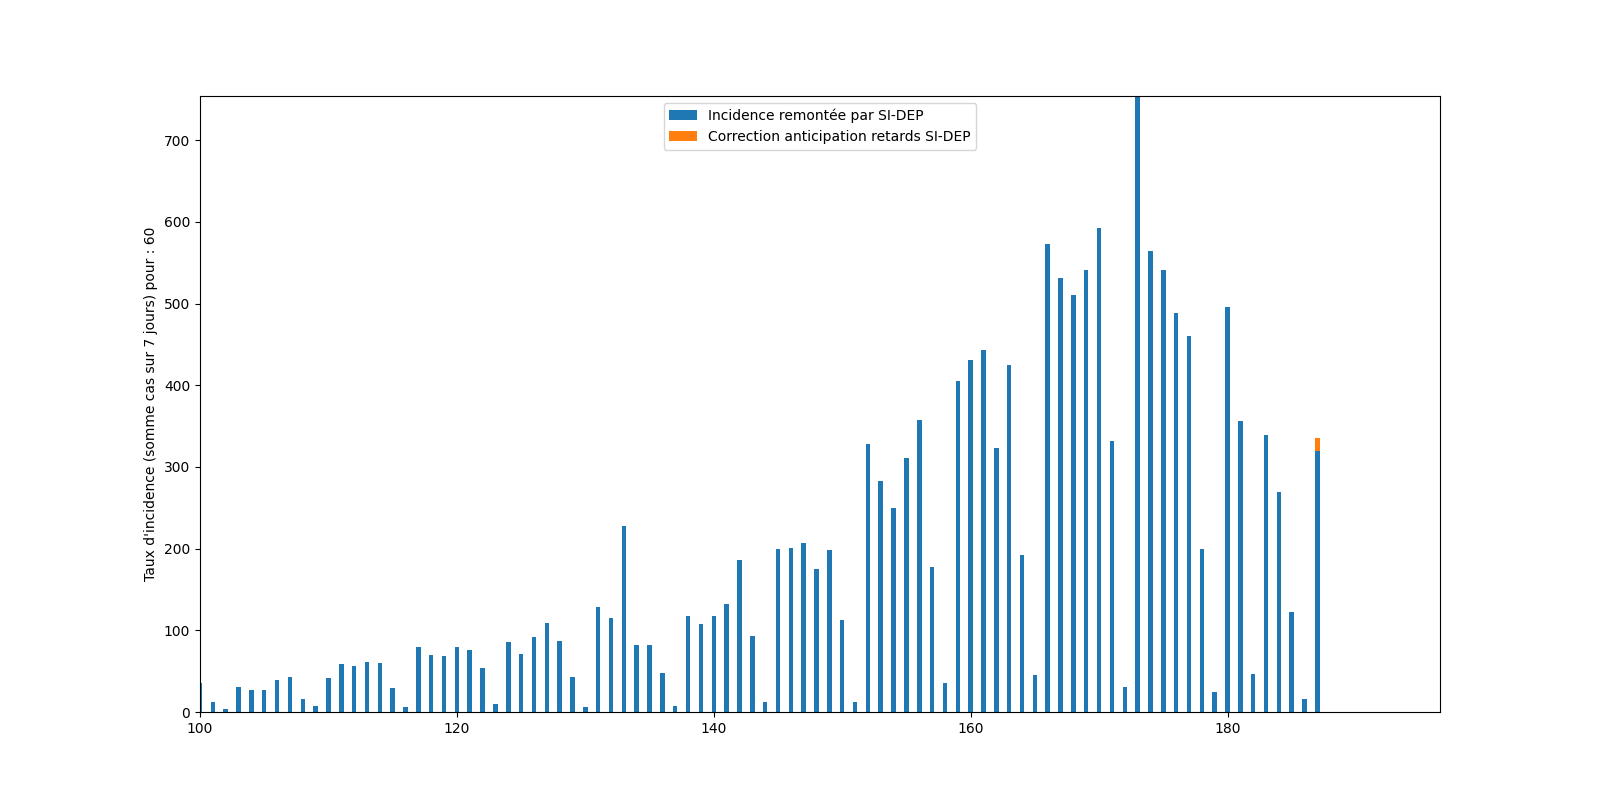 Incidence remontée par SI-DEP
Correction anticipation retards SI-DEP
Taux d'incidence (somme cas sur 7 jours) pour : 60
700
600
500
400
300
200
100
0
100 120 140 160 180